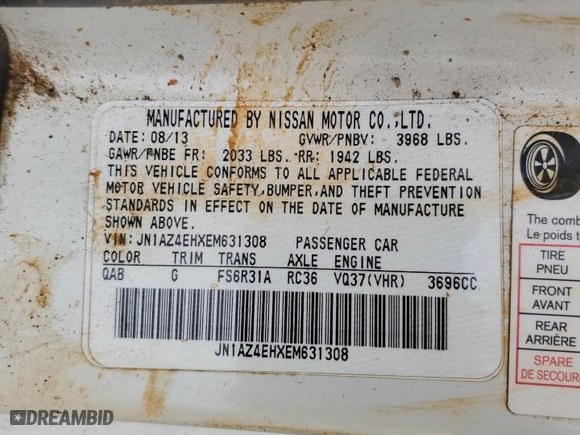 MANUFACTURED BY NISSAN MOTOR CO.,LTD.
DATE: 08/13 GVWR/PNBV: 3968 LBS.
GAWR/PNBE FR: 2033 LBS. RR: 1942 LBS.
THIS VEHICLE CONFORMS TO ALL APPLICABLE FEDERAL
MOTOR VEHICLE SAFETY,BUMPER,AND THEFT PREVENTION
STANDARDS IN EFFECT ON THE DATE OF MANUFACTURE
SHOWN ABOVE.
VIN: JN1AZ4EHXEM631308 PASSENGER CAR
COLOR TRIM TRANS AXLE ENGINE
QAB G FS6R31A RC36 VQ37(VHR) 3696CC
JN1AZ4EHXEM631308
The comb
Le poids t
TIRE
PNEU
FRONT
AVANT
REAR
ARRIÈRE
SPARE
DE SECOURS
DREAMBID